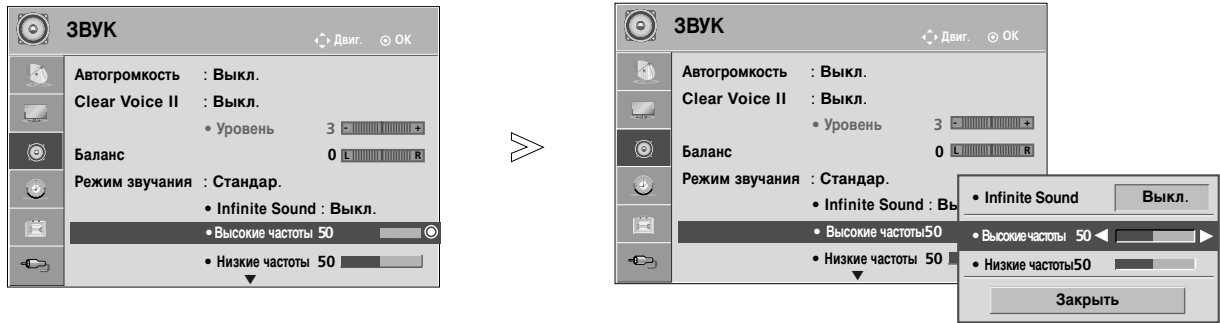 ЗВУК
Двиг. OK
Автогромкость : Выкл.
Clear Voice II : Выкл.
• Уровень 3 - +
Баланс 0 L R
Режим звучания : Стандар.
• Infinite Sound : Выкл.
• Высокие частоты 50
• Низкие частоты 50
ЗВУК
Двиг. OK
Автогромкость : Выкл.
Clear Voice II : Выкл.
• Уровень 3 - +
Баланс 0 L R
Режим звучания : Стандар.
• Infinite Sound : Вы
• Высокие частоты50
• Низкие частоты 50
• Infinite Sound Выкл.
• Высокие частоты 50
• Низкие частоты50
Закрыть